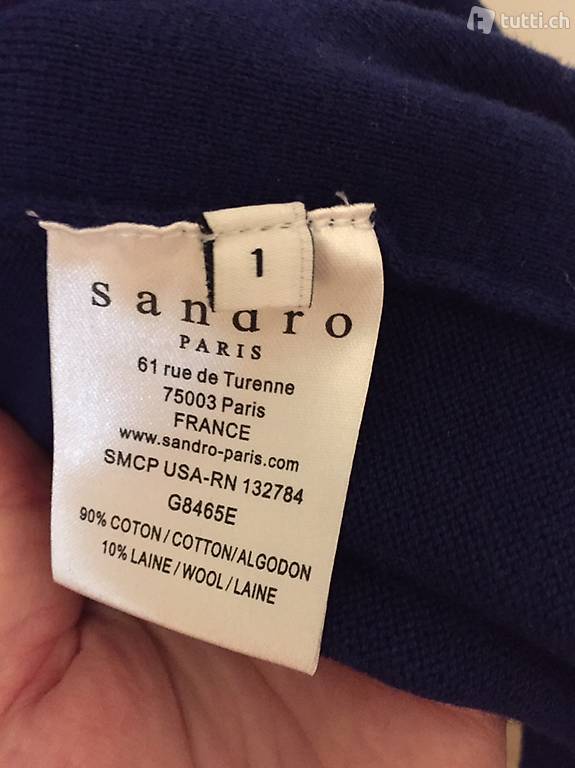 tutti.ch
1
sandro
PARIS
61 rue de Turenne
75003 Paris
FRANCE
www.sandro-paris.com
SMCP USA-RN 132784
G8465E
90% COTON/COTTON/ALGODON
10% LAINE/WOOL/LAINE